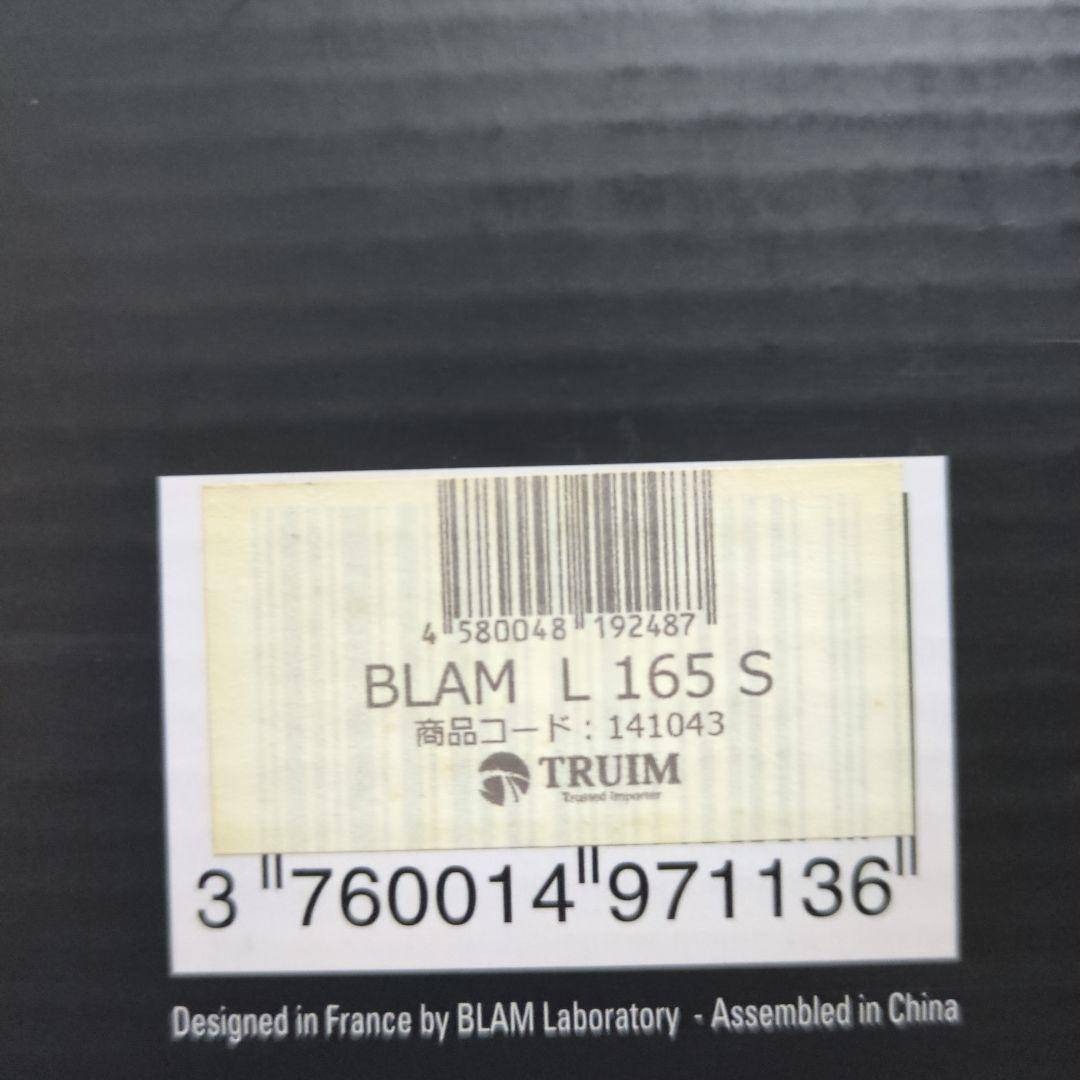 4 580048 192487
BLAM L 165 S
商品コード : 141043
TRUIM
Trusted Importer
3 760014 971136
Designed in France by BLAM Laboratory - Assembled in China